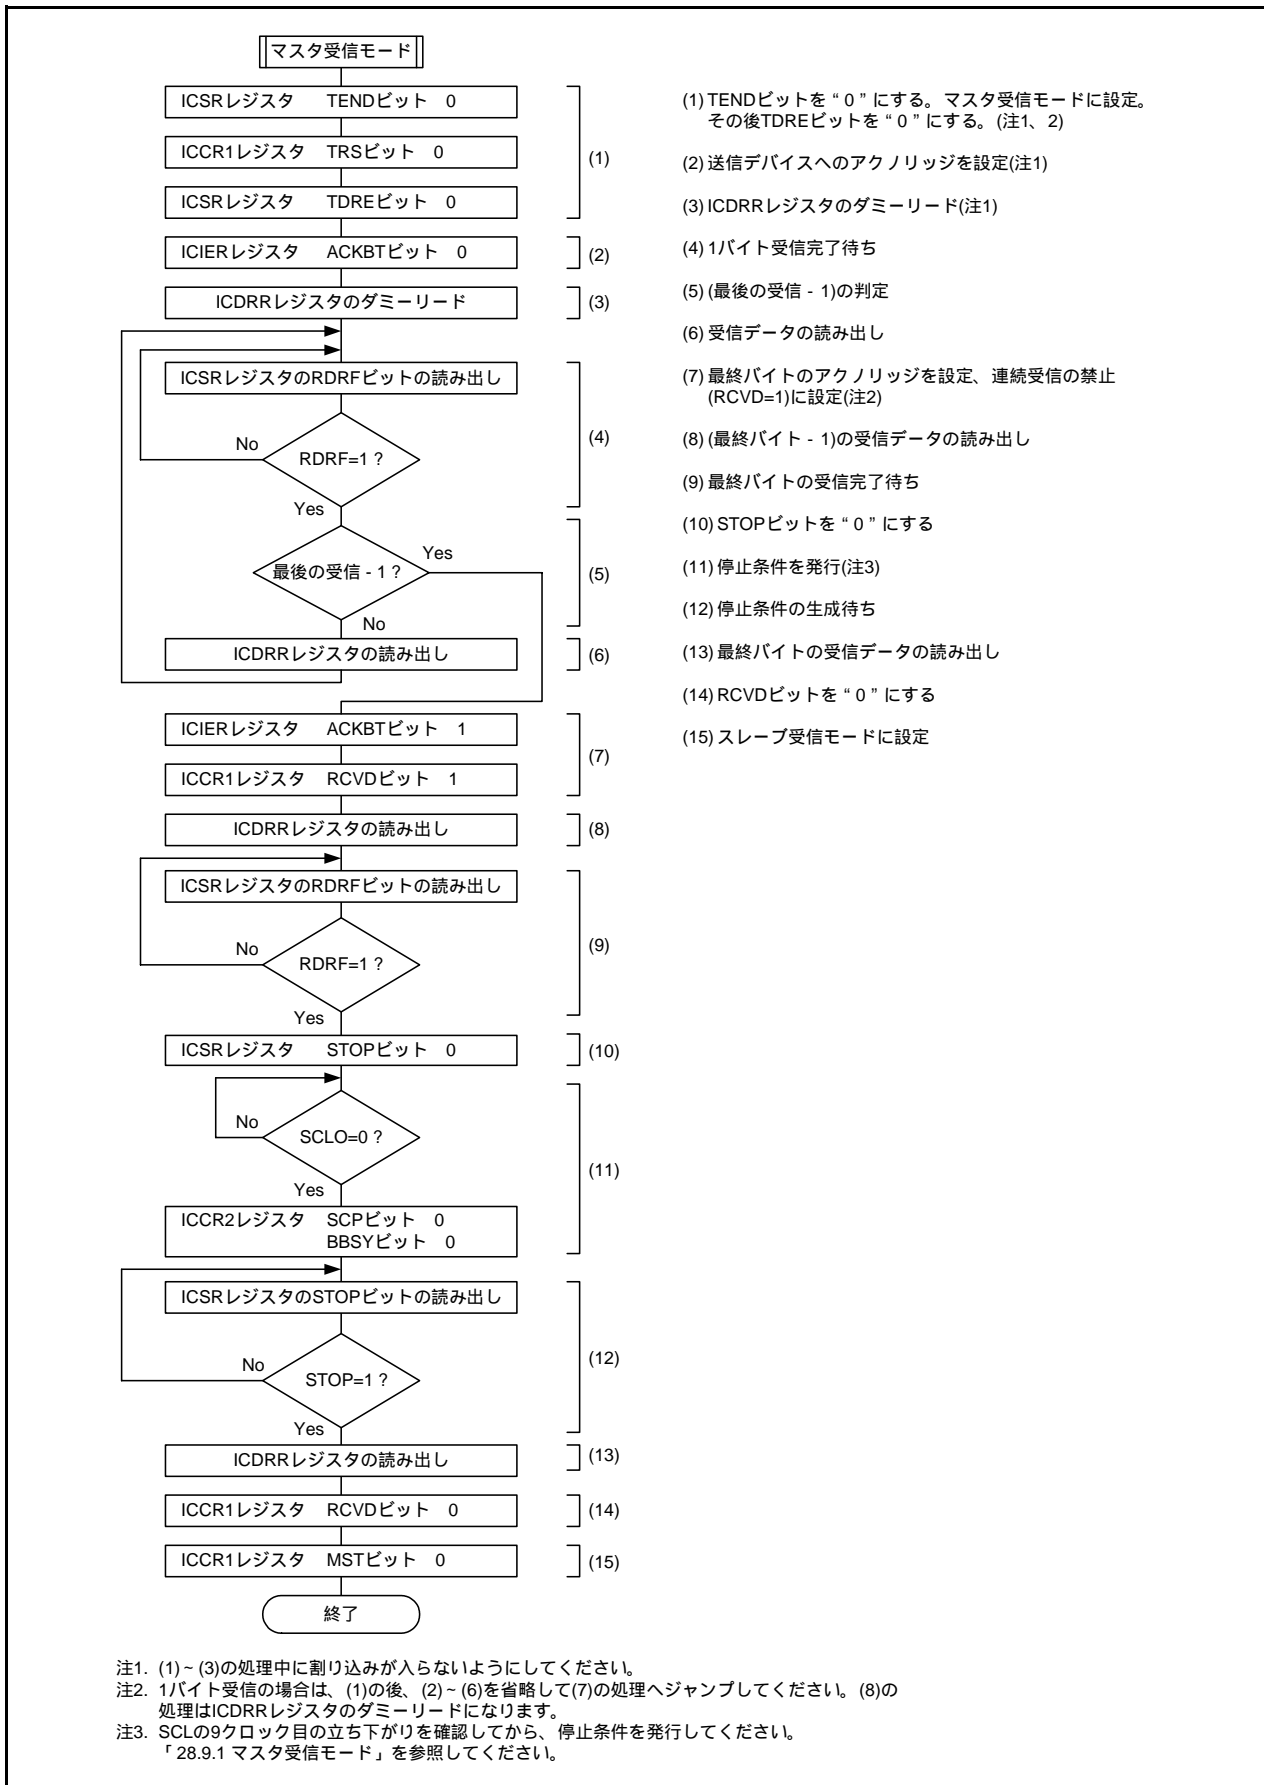 マスタ受信モード
ICSRレジスタ TENDビット 0
ICCR1レジスタ TRSビット 0
ICSRレジスタ TDREビット 0
(1)
ICIERレジスタ ACKBTビット 0
(2)
ICDRRレジスタのダミーリード
(3)
ICSRレジスタのRDRFビットの読み出し
No
RDRF=1 ?
Yes
(4)
最後の受信 - 1 ?
Yes
No
(5)
ICDRRレジスタの読み出し
(6)
ICIERレジスタ ACKBTビット 1
ICCR1レジスタ RCVDビット 1
(7)
ICDRRレジスタの読み出し
(8)
ICSRレジスタのRDRFビットの読み出し
No
RDRF=1 ?
Yes
(9)
ICSRレジスタ STOPビット 0
(10)
No
SCLO=0 ?
Yes
ICCR2レジスタ SCPビット 0
BBSYビット 0
(11)
ICSRレジスタのSTOPビットの読み出し
No
STOP=1 ?
Yes
(12)
ICDRRレジスタの読み出し
(13)
ICCR1レジスタ RCVDビット 0
(14)
ICCR1レジスタ MSTビット 0
(15)
終了
(1) TENDビットを“0”にする。マスタ受信モードに設定。
その後TDREビットを“0”にする。(注1、2)
(2) 送信デバイスへのアクノリッジを設定(注1)
(3) ICDRRレジスタのダミーリード(注1)
(4) 1バイト受信完了待ち
(5) (最後の受信 - 1)の判定
(6) 受信データの読み出し
(7) 最終バイトのアクノリッジを設定、連続受信の禁止
(RCVD=1)に設定(注2)
(8) (最終バイト - 1)の受信データの読み出し
(9) 最終バイトの受信完了待ち
(10) STOPビットを“0”にする
(11) 停止条件を発行(注3)
(12) 停止条件の生成待ち
(13) 最終バイトの受信データの読み出し
(14) RCVDビットを“0”にする
(15) スレーブ受信モードに設定
注1. (1)~(3)の処理中に割り込みが入らないようにしてください。
注2. 1バイト受信の場合は、(1)の後、(2)~(6)を省略して(7)の処理へジャンプしてください。(8)の
処理はICDRRレジスタのダミーリードになります。
注3. SCLの9クロック目の立ち下がりを確認してから、停止条件を発行してください。
「28.9.1 マスタ受信モード」を参照してください。